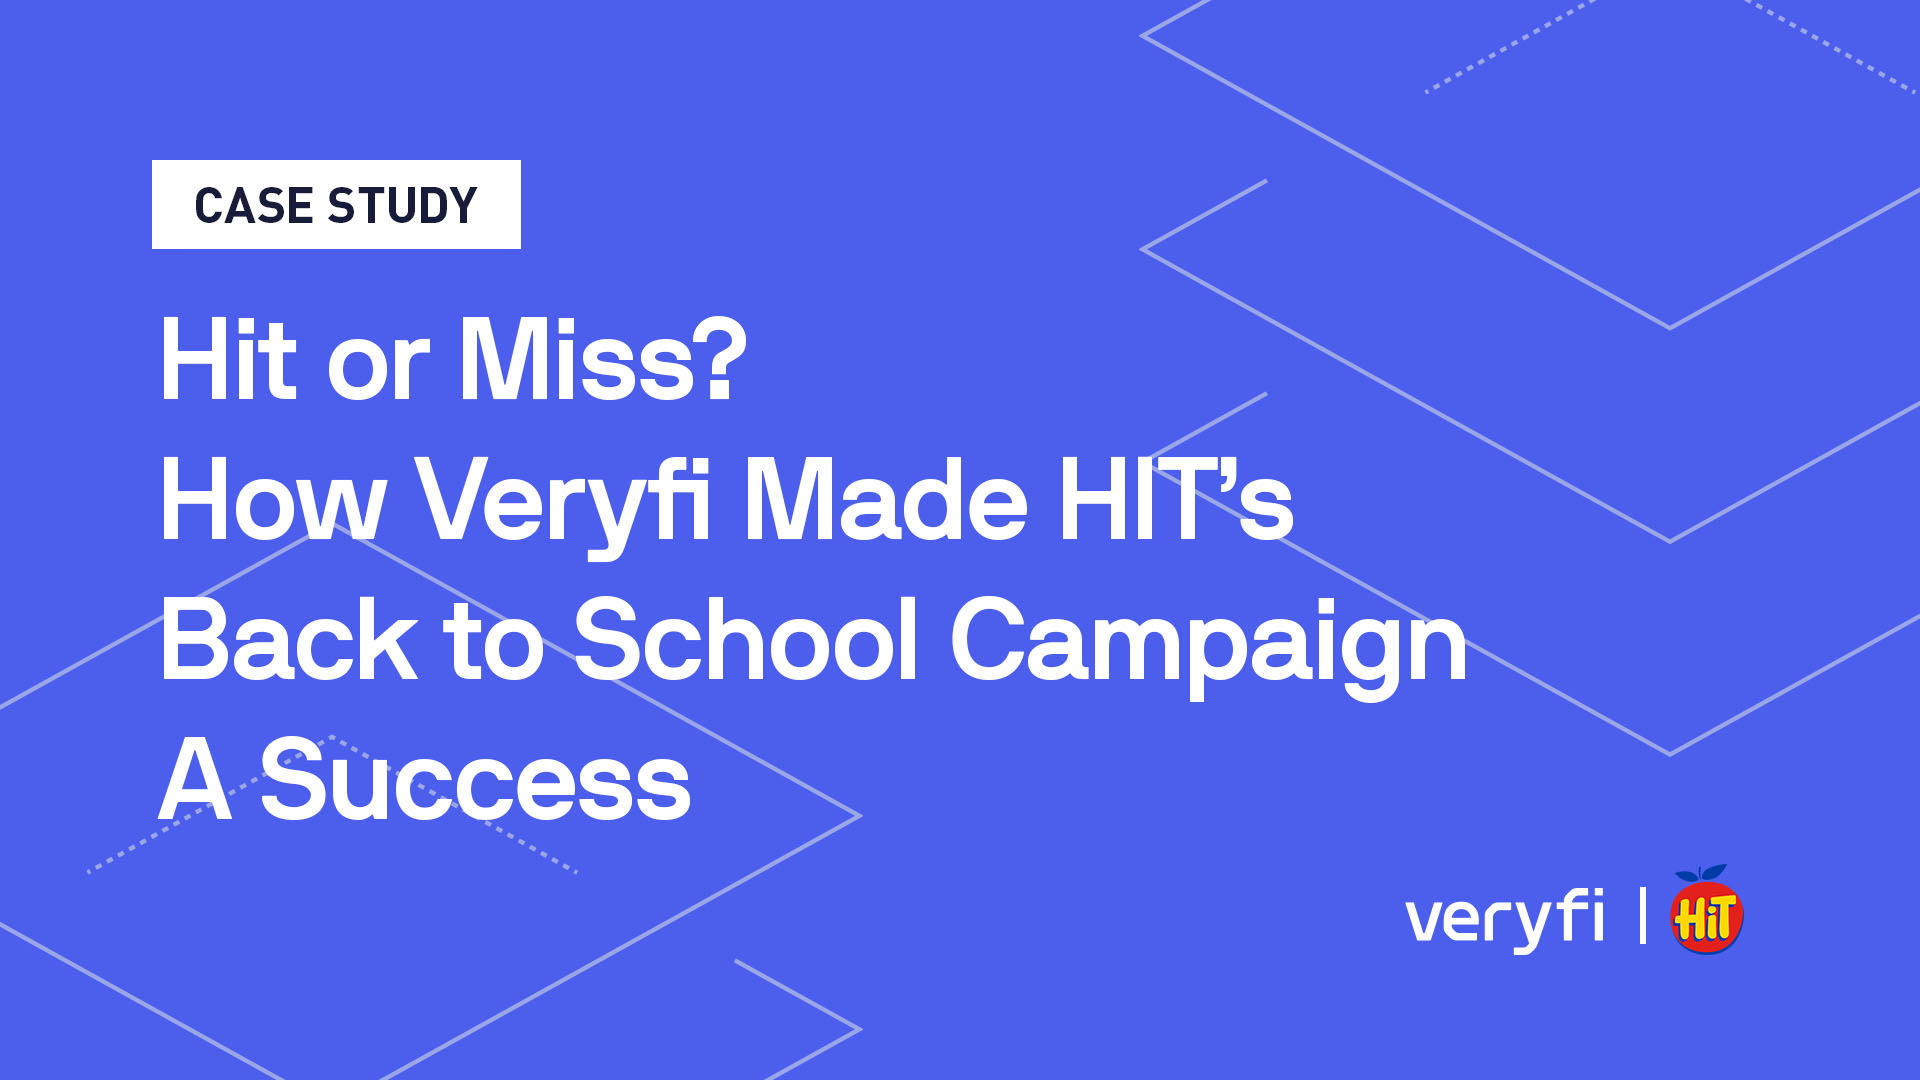 CASE STUDY
Hit or Miss?
How Veryfi Made HIT’s
Back to School Campaign
A Success
veryfi | HiT